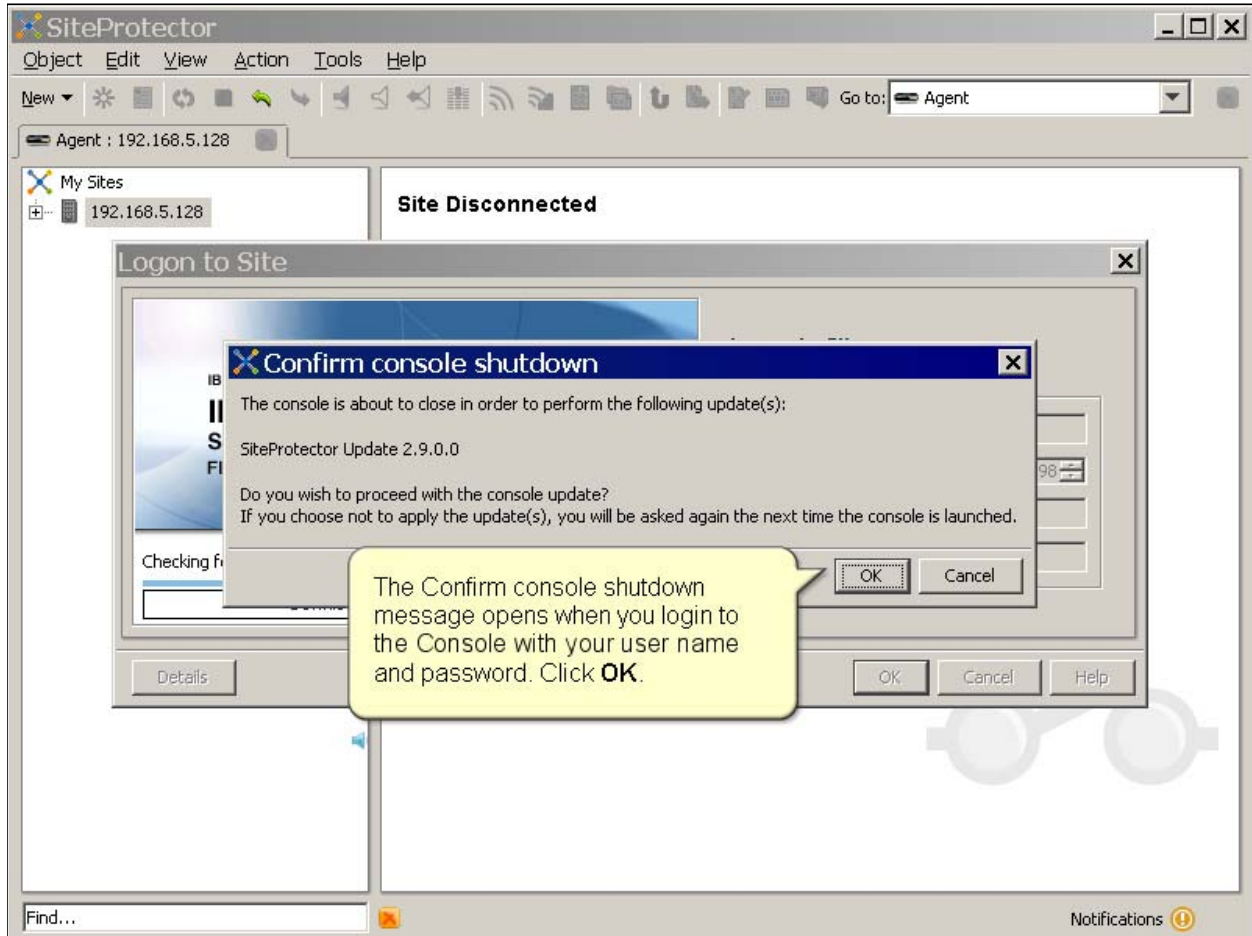 SiteProtector
Object Edit View Action Tools Help
New Go to: Agent
Agent : 192.168.5.128
My Sites
192.168.5.128
Site Disconnected
Logon to Site
IB
Confirm console shutdown
The console is about to close in order to perform the following update(s):
SiteProtector Update 2.9.0.0
Do you wish to proceed with the console update?
If you choose not to apply the update(s), you will be asked again the next time the console is launched.
98
Checking f
OK Cancel
The Confirm console shutdown
message opens when you login to
the Console with your user name
and password. Click OK.
Details OK Cancel Help
Find... Notifications